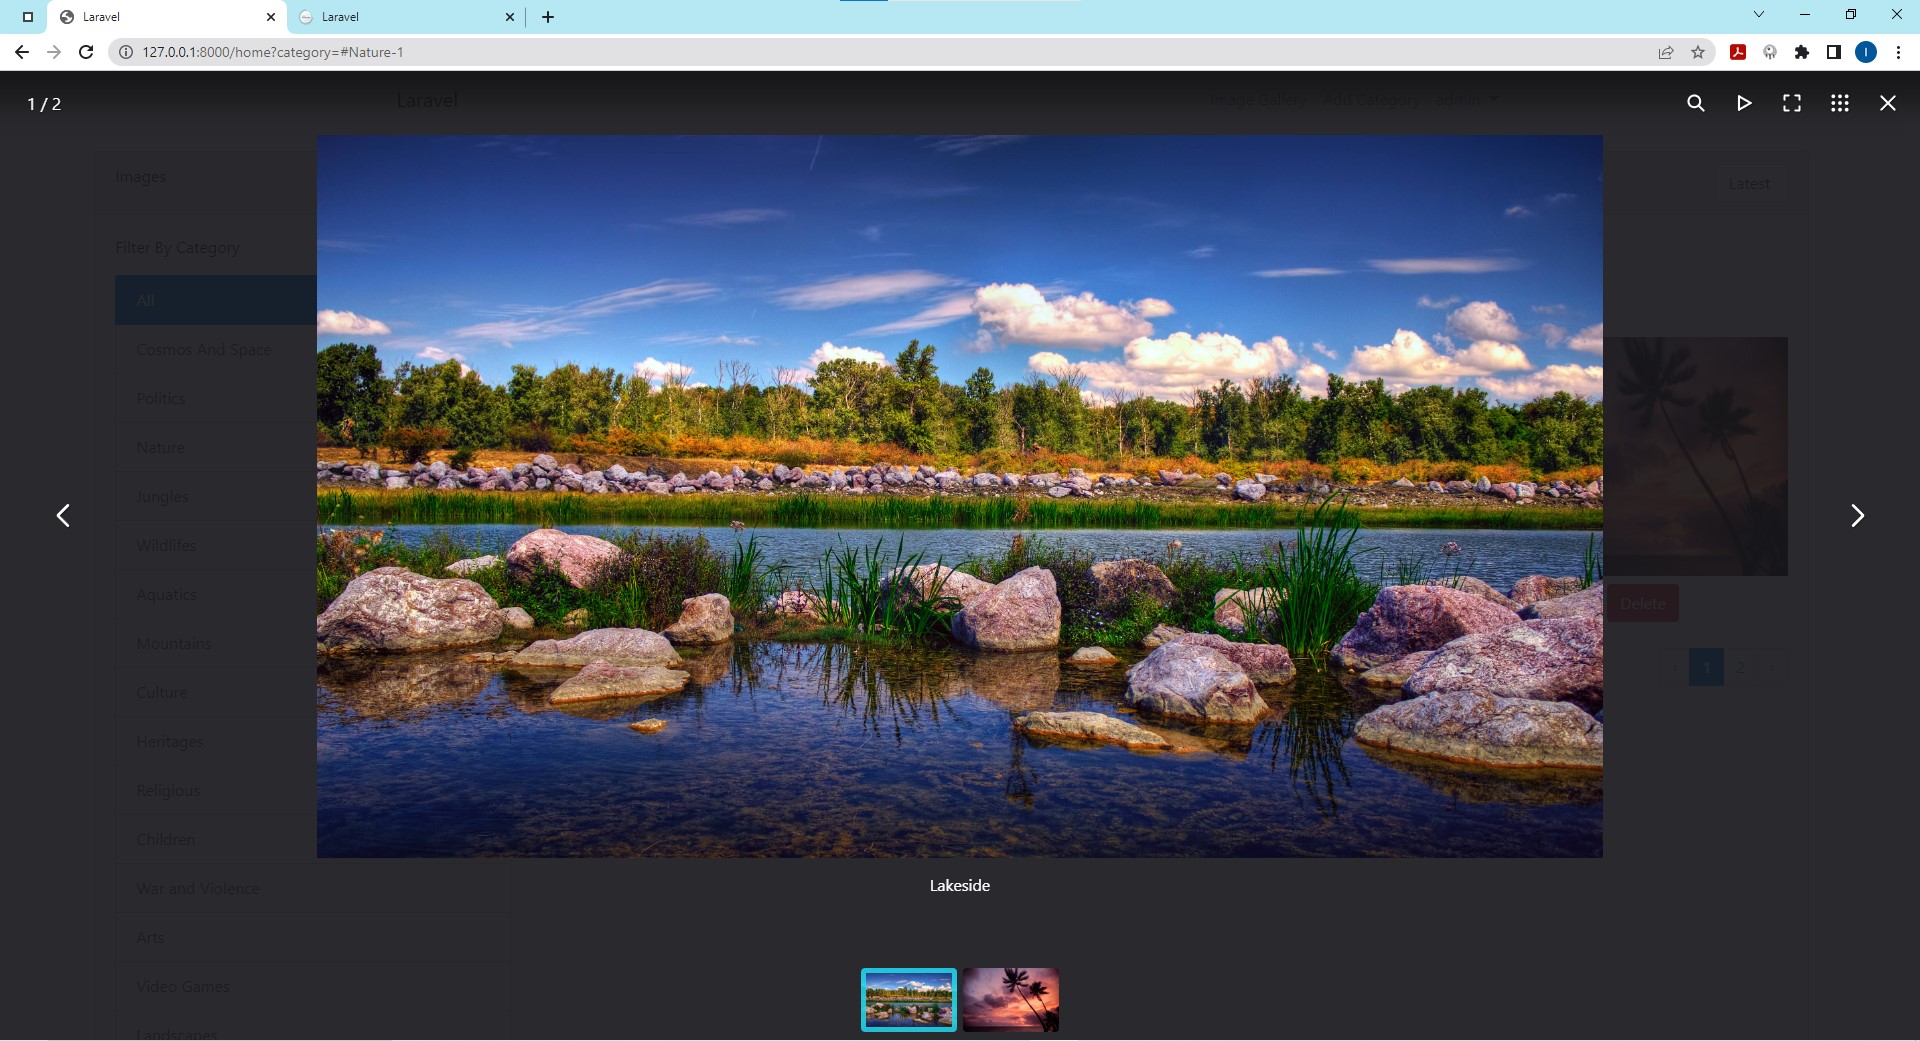 Laravel
Laravel
127.0.0.1:8000/home?category=#Nature-1
I
1 / 2
Laravel
Image Gallery Add Category admin
Images
Latest
Filter By Category
All
Cosmos And Space
Politics
Nature
Jungles
Wildlifes
Aquatics
Mountains
Culture
Heritages
Religious
Children
War and Violence
Arts
Video Games
Landscapes
Delete
‹ 1 2 ›
Lakeside